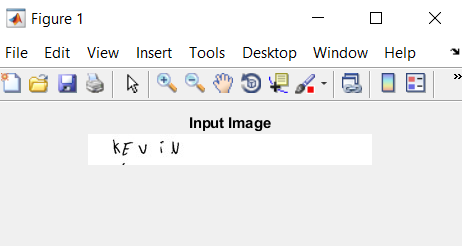 Figure 1
File Edit View Insert Tools Desktop Window Help
Input Image
KEViN